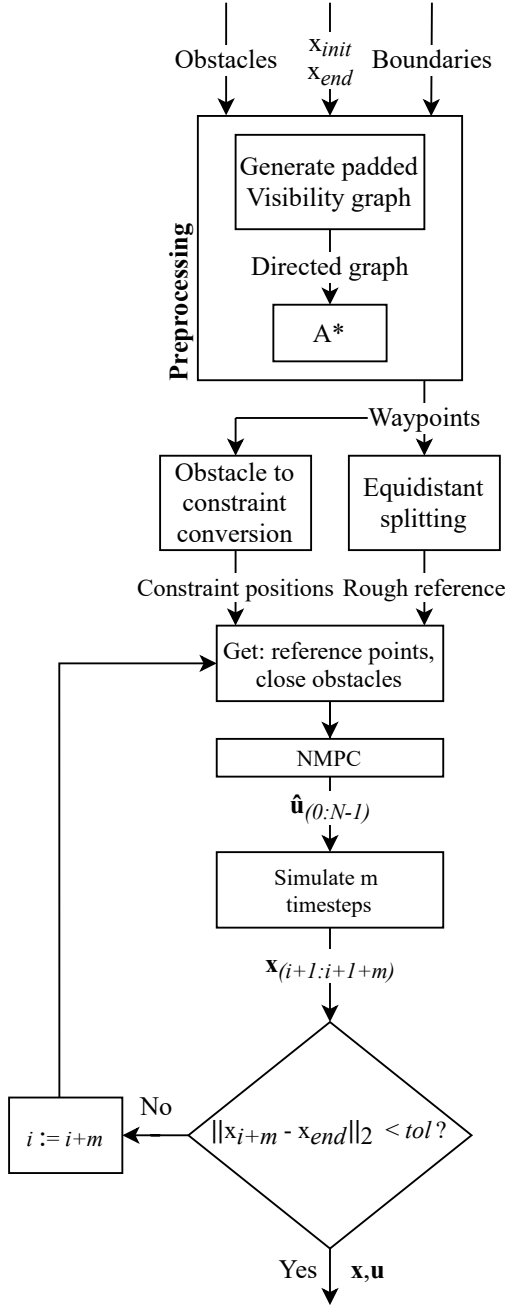 Obstacles
x_init
x_end
Boundaries
Preprocessing
Generate padded
Visibility graph
Directed graph
A*
Waypoints
Obstacle to
constraint
conversion
Equidistant
splitting
Constraint positions
Rough reference
Get: reference points,
close obstacles
NMPC
û_(0:N-1)
Simulate m
timesteps
x_(i+1:i+1+m)
No
i := i+m
||x_i+m - x_end||_2 < tol ?
Yes
x,u